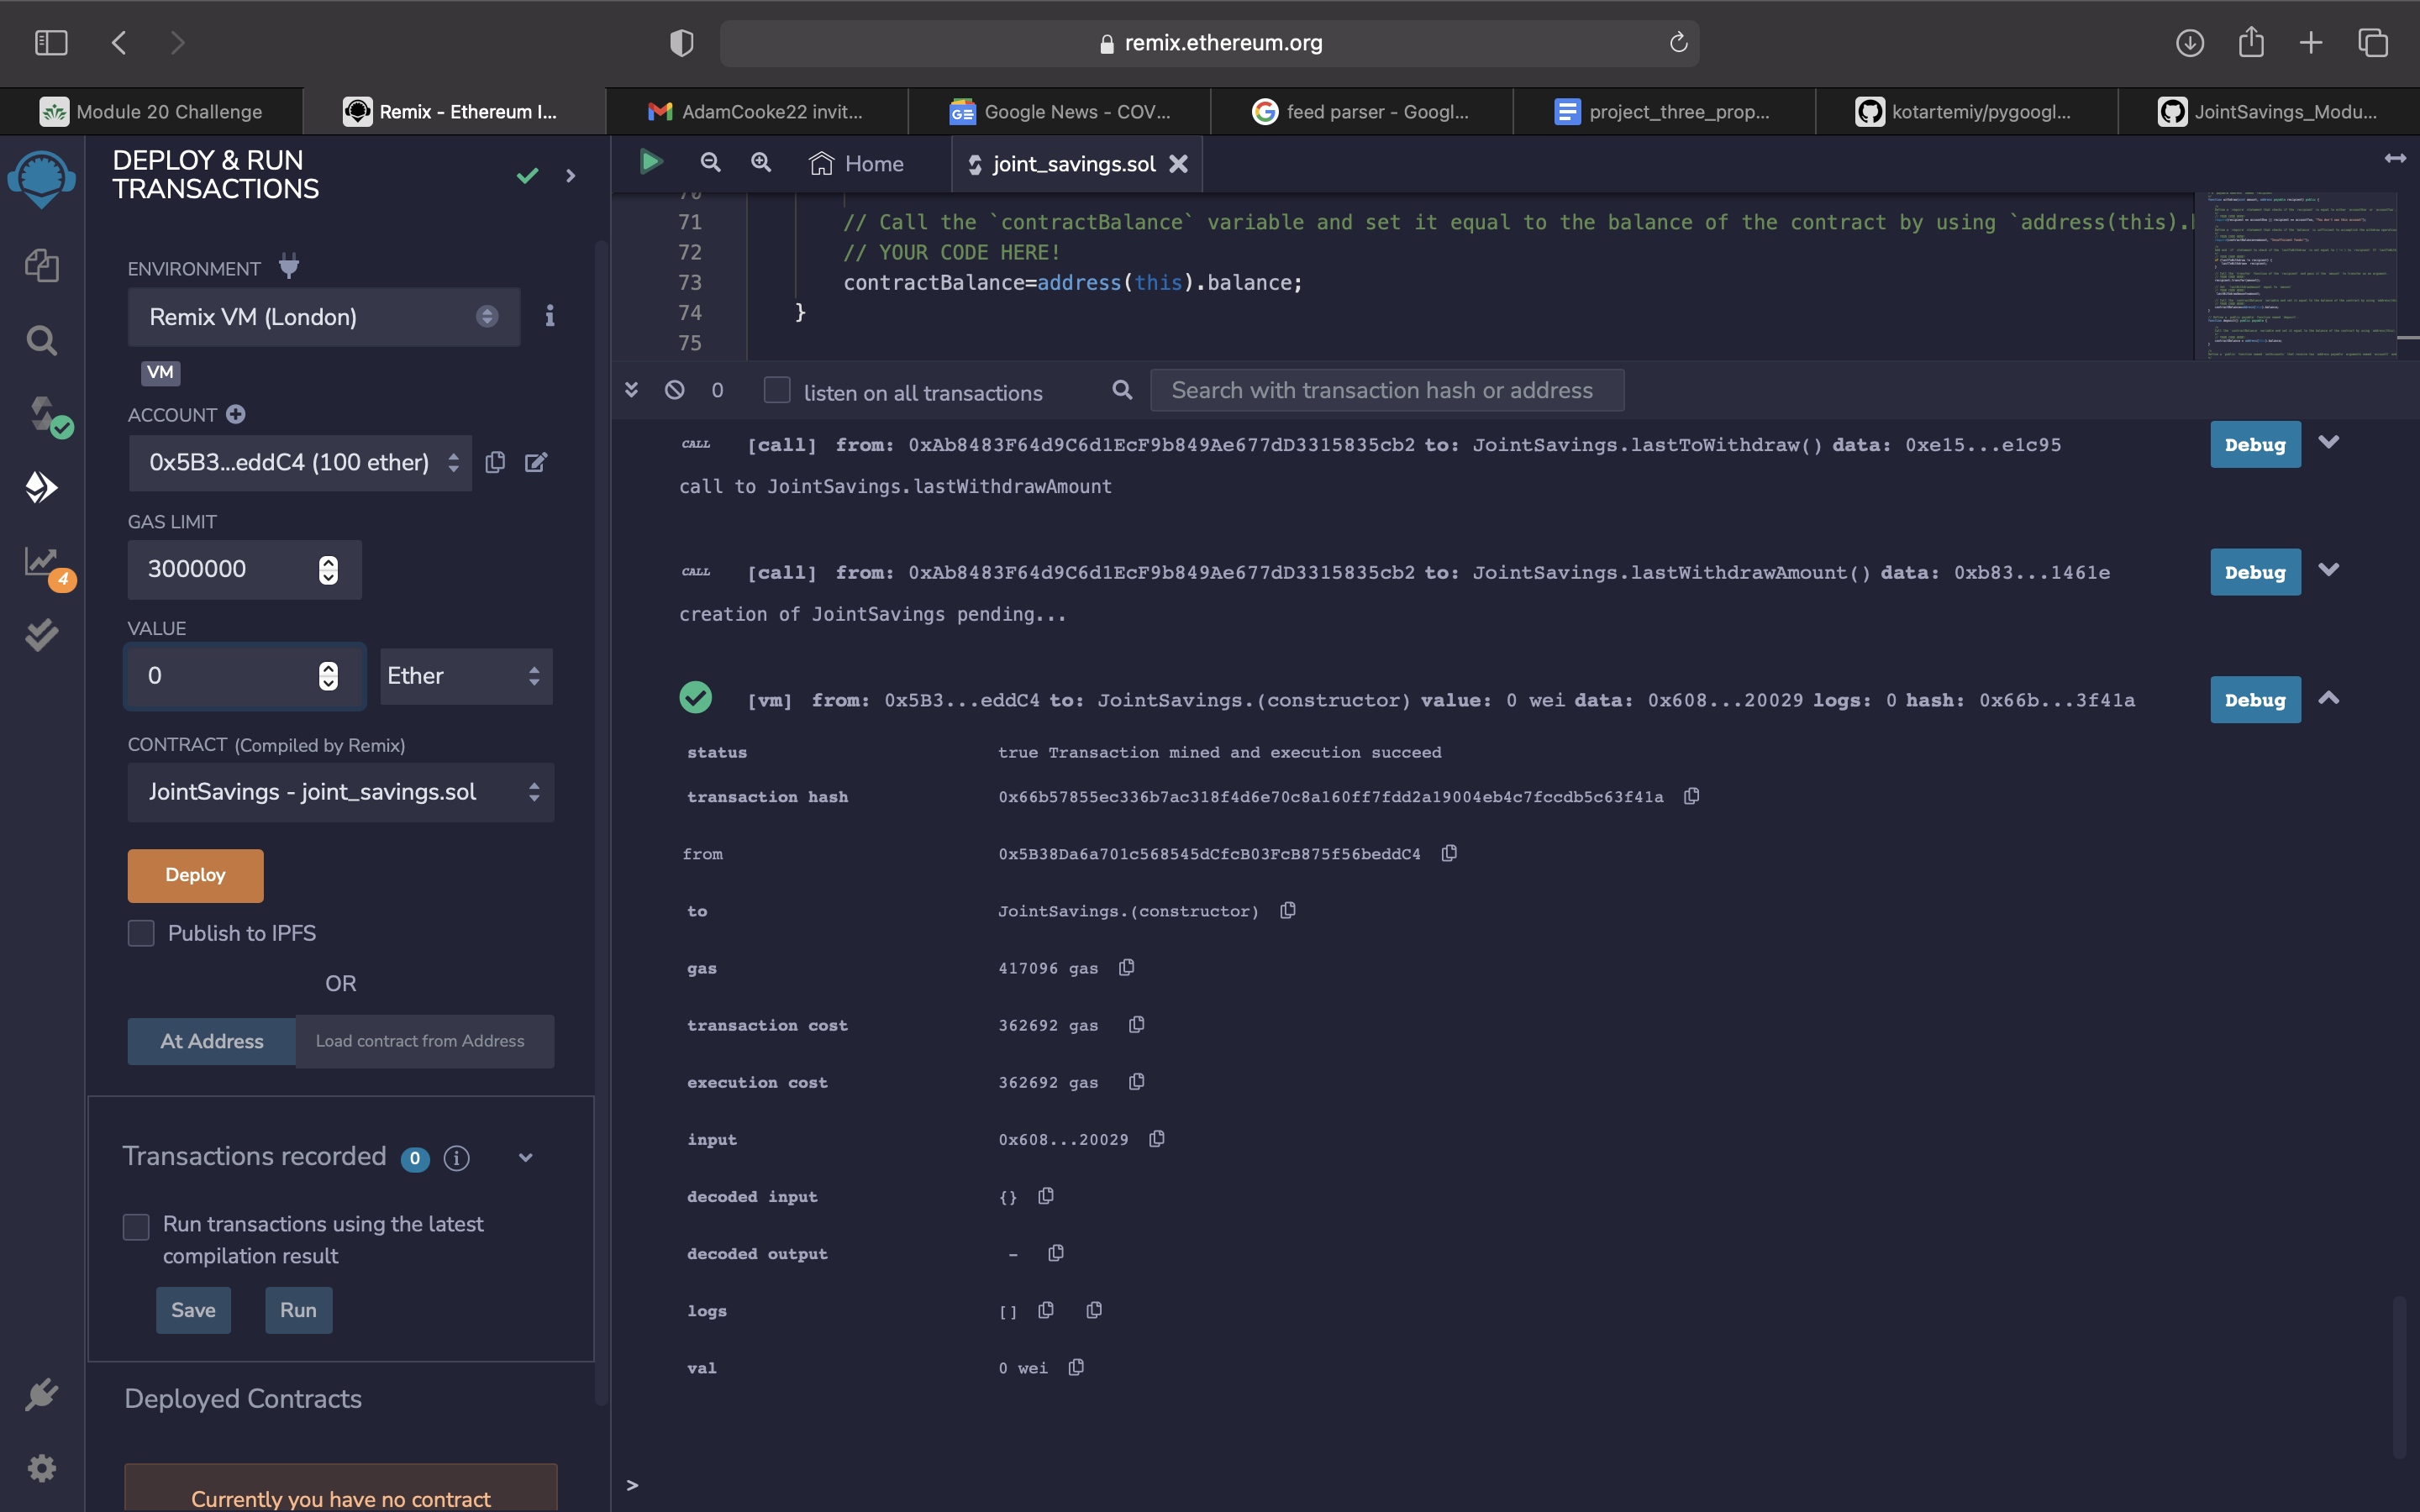 remix.ethereum.org
Module 20 Challenge
Remix - Ethereum I...
AdamCooke22 invit...
Google News - COV...
feed parser - Googl...
project_three_prop...
kotartemiy/pygoogl...
JointSavings_Modu...
DEPLOY & RUN
TRANSACTIONS
ENVIRONMENT
Remix VM (London)
VM
ACCOUNT
0x5B3...eddC4 (100 ether)
GAS LIMIT
3000000
4
VALUE
0
Ether
CONTRACT (Compiled by Remix)
JointSavings - joint_savings.sol
Deploy
Publish to IPFS
OR
At Address
Load contract from Address
Transactions recorded 0 i
Run transactions using the latest
compilation result
Save
Run
Deployed Contracts
Currently you have no contract
Home
joint_savings.sol
70
71 // Call the `contractBalance` variable and set it equal to the balance of the contract by using `address(this).
72 // YOUR CODE HERE!
73 contractBalance=address(this).balance;
74 }
75
0
listen on all transactions
Search with transaction hash or address
CALL [call] from: 0xAb8483F64d9C6d1EcF9b849Ae677dD3315835cb2 to: JointSavings.lastToWithdraw() data: 0xe15...e1c95
Debug
call to JointSavings.lastWithdrawAmount
CALL [call] from: 0xAb8483F64d9C6d1EcF9b849Ae677dD3315835cb2 to: JointSavings.lastWithdrawAmount() data: 0xb83...1461e
Debug
creation of JointSavings pending...
[vm] from: 0x5B3...eddC4 to: JointSavings.(constructor) value: 0 wei data: 0x608...20029 logs: 0 hash: 0x66b...3f41a
Debug
status true Transaction mined and execution succeed
transaction hash 0x66b57855ec336b7ac318f4d6e70c8a160ff7fdd2a19004eb4c7fccdb5c63f41a
from 0x5B38Da6a701c568545dCfcB03FcB875f56beddC4
to JointSavings.(constructor)
gas 417096 gas
transaction cost 362692 gas
execution cost 362692 gas
input 0x608...20029
decoded input {}
decoded output -
logs []
val 0 wei
>